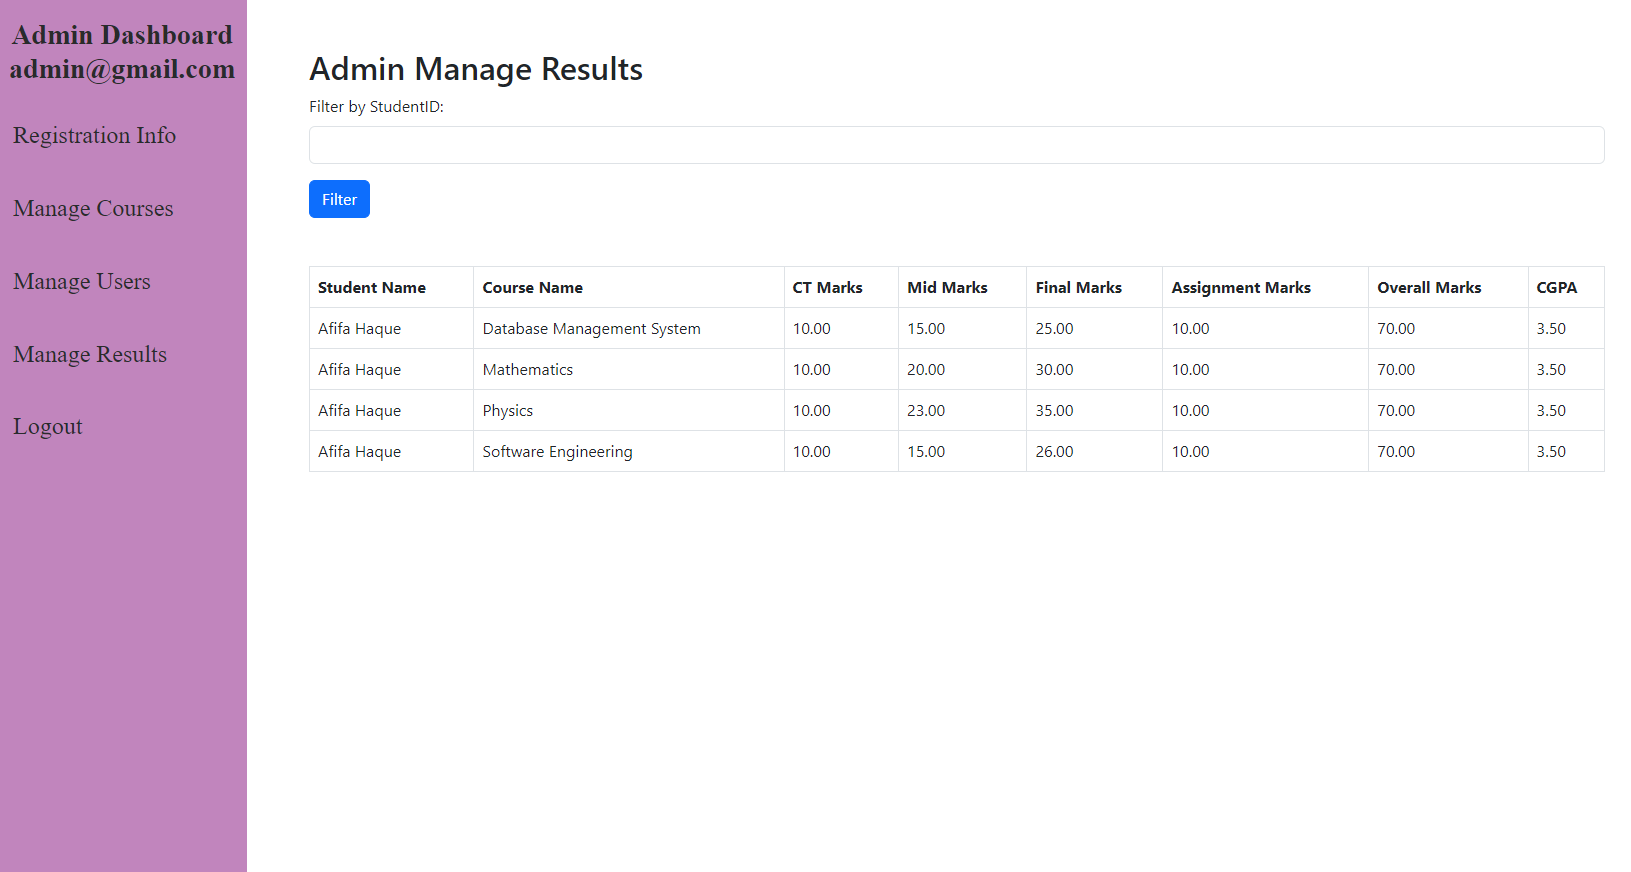 Admin Dashboard
admin@gmail.com
Registration Info
Manage Courses
Manage Users
Manage Results
Logout
Admin Manage Results
Filter by StudentID:
Filter
Student Name Course Name CT Marks Mid Marks Final Marks Assignment Marks Overall Marks CGPA
Afifa Haque Database Management System 10.00 15.00 25.00 10.00 70.00 3.50
Afifa Haque Mathematics 10.00 20.00 30.00 10.00 70.00 3.50
Afifa Haque Physics 10.00 23.00 35.00 10.00 70.00 3.50
Afifa Haque Software Engineering 10.00 15.00 26.00 10.00 70.00 3.50